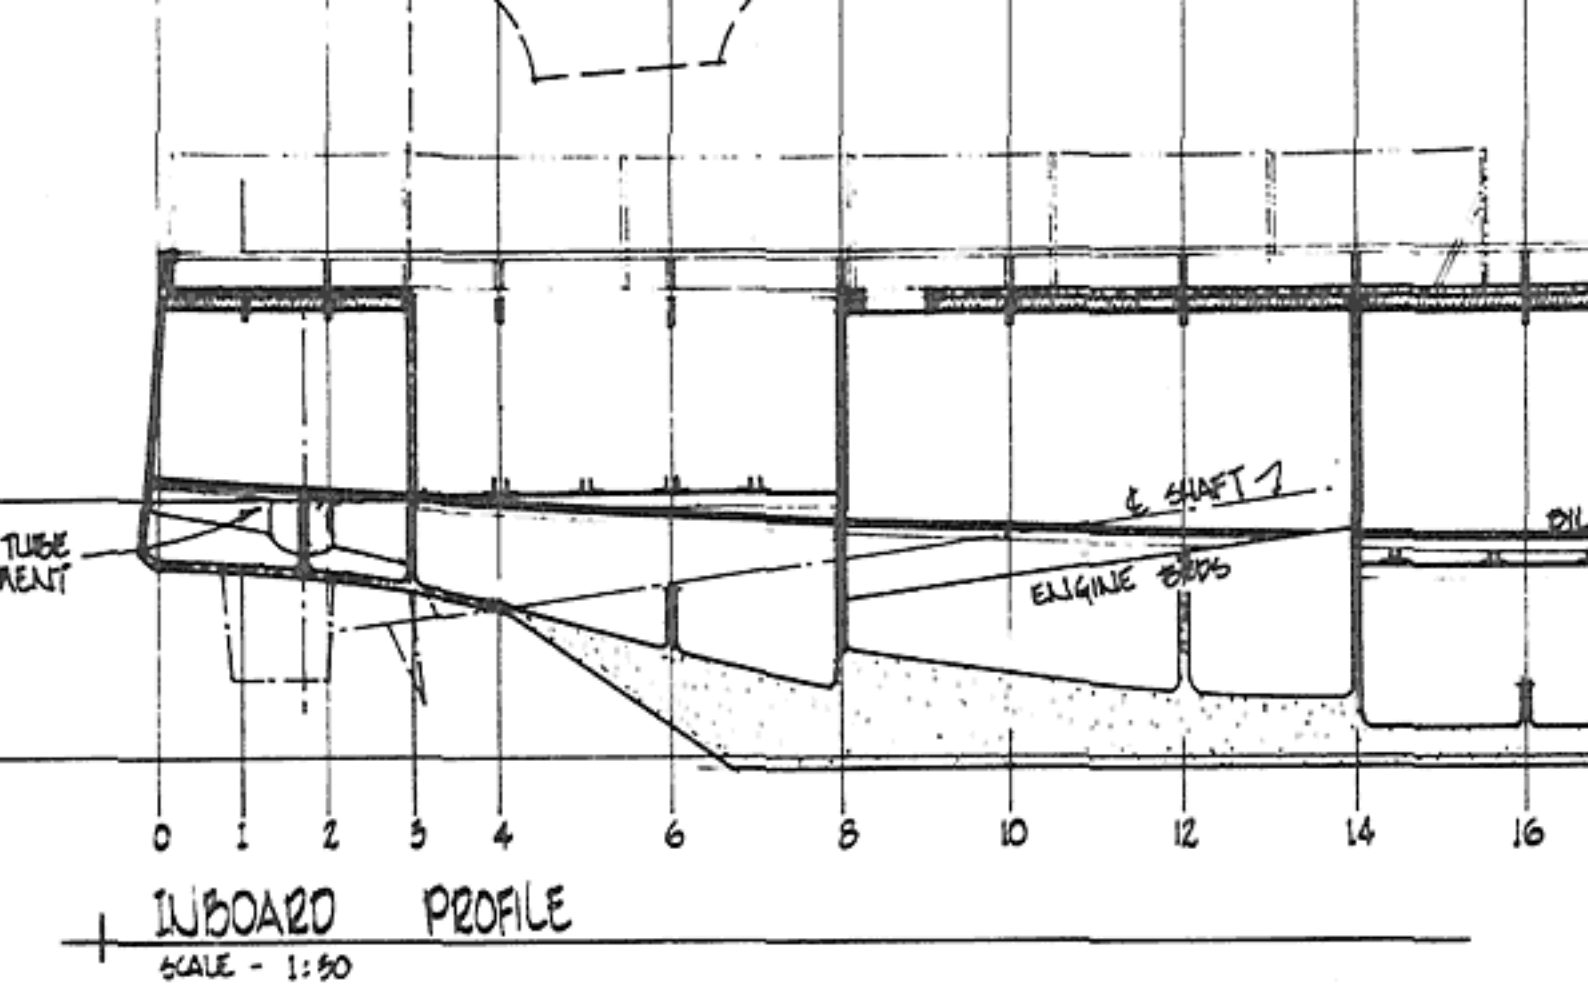 ℄ SHAFT
BIL
TUBE
MENT
ENGINE BEDS
0 1 2 3 4 6 8 10 12 14 16
INBOARD PROFILE
SCALE - 1:50